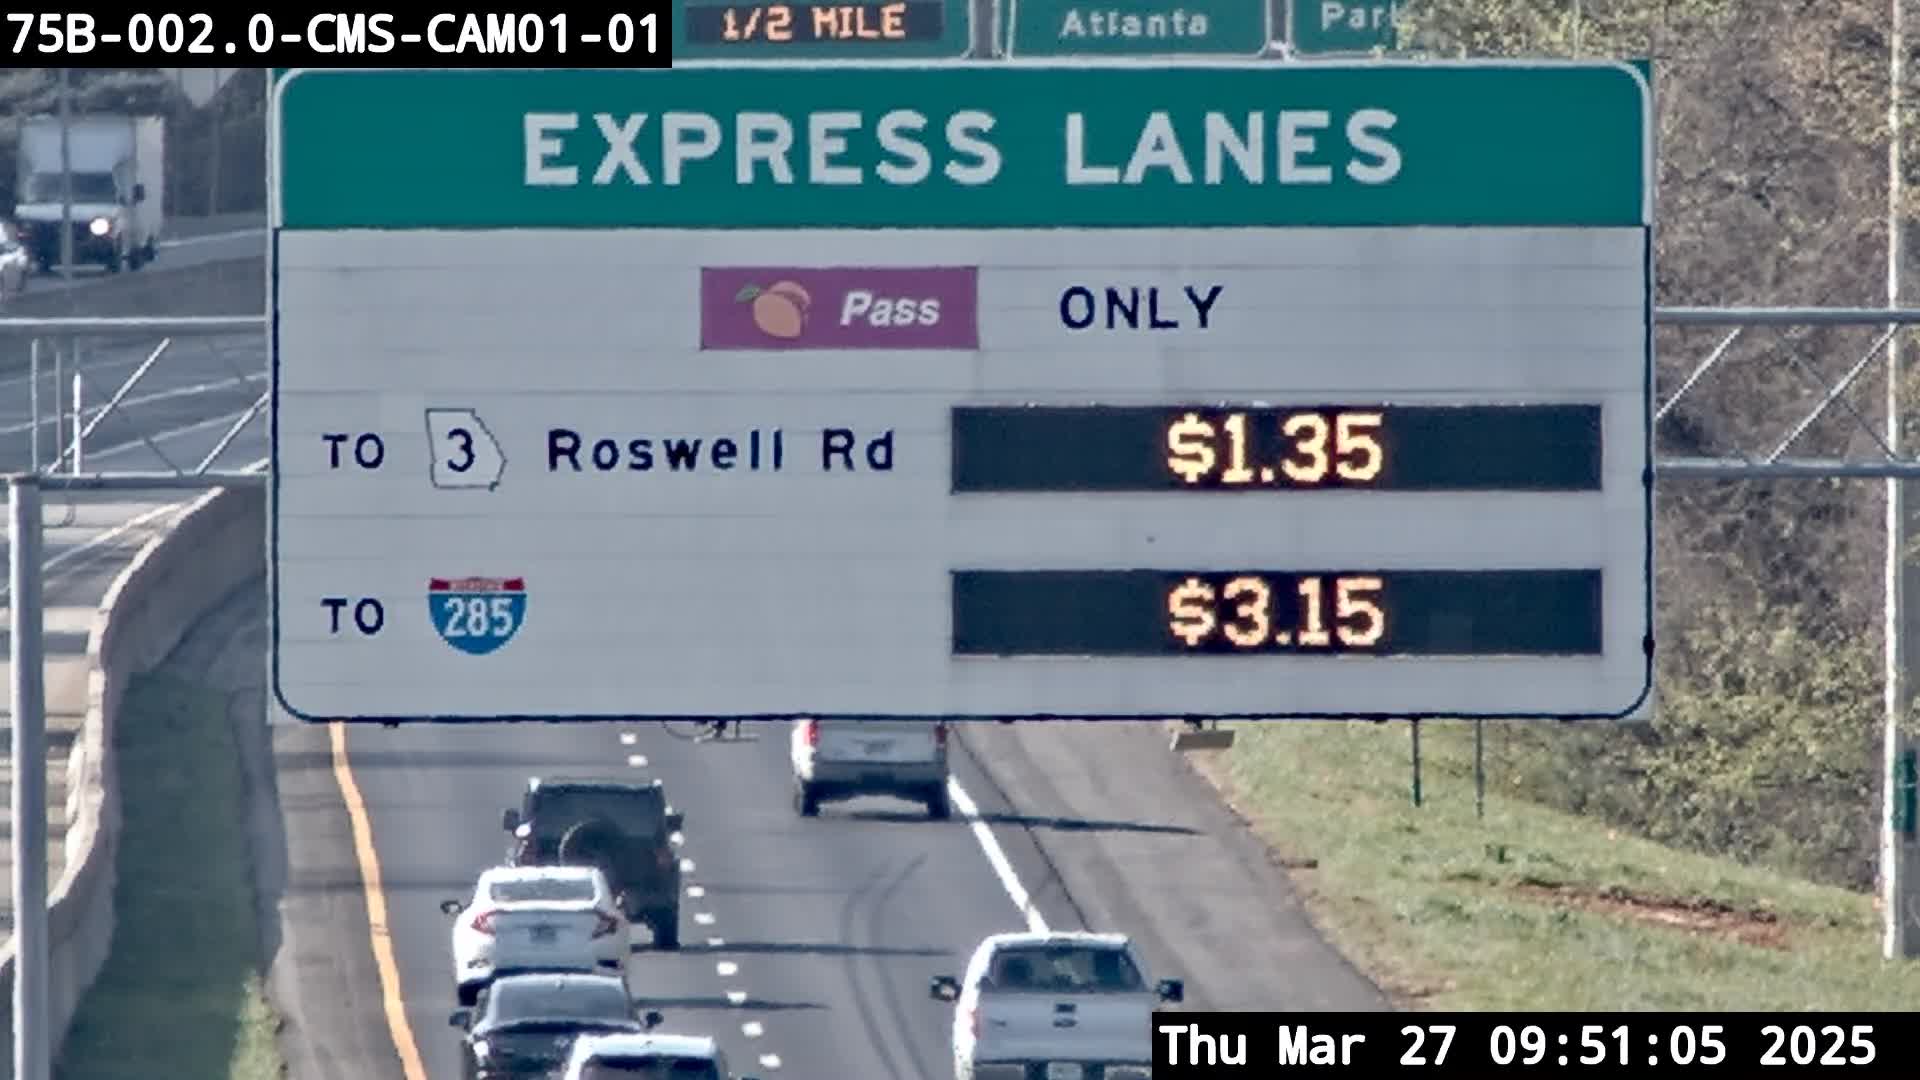 75B-002.0-CMS-CAM01-01
1/2 MILE
Atlanta
EXPRESS LANES
Pass ONLY
TO 3 Roswell Rd $1.35
TO 285 $3.15
Thu Mar 27 09:51:05 2025